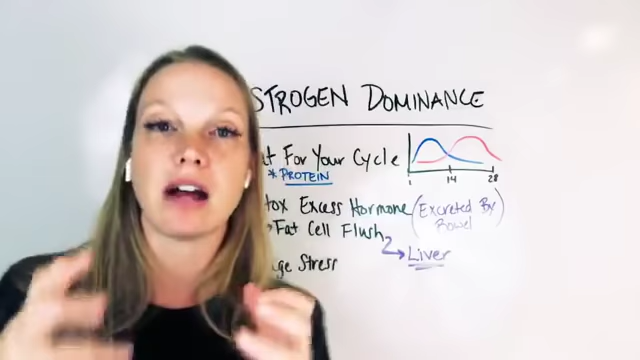 STROGEN DOMINANCE
t For Your Cycle
* PROTEIN
1 14 28
tox Excess Hormone (Excreted By Bowel)
Fat Cell Flush
2 → Liver
ge Stress